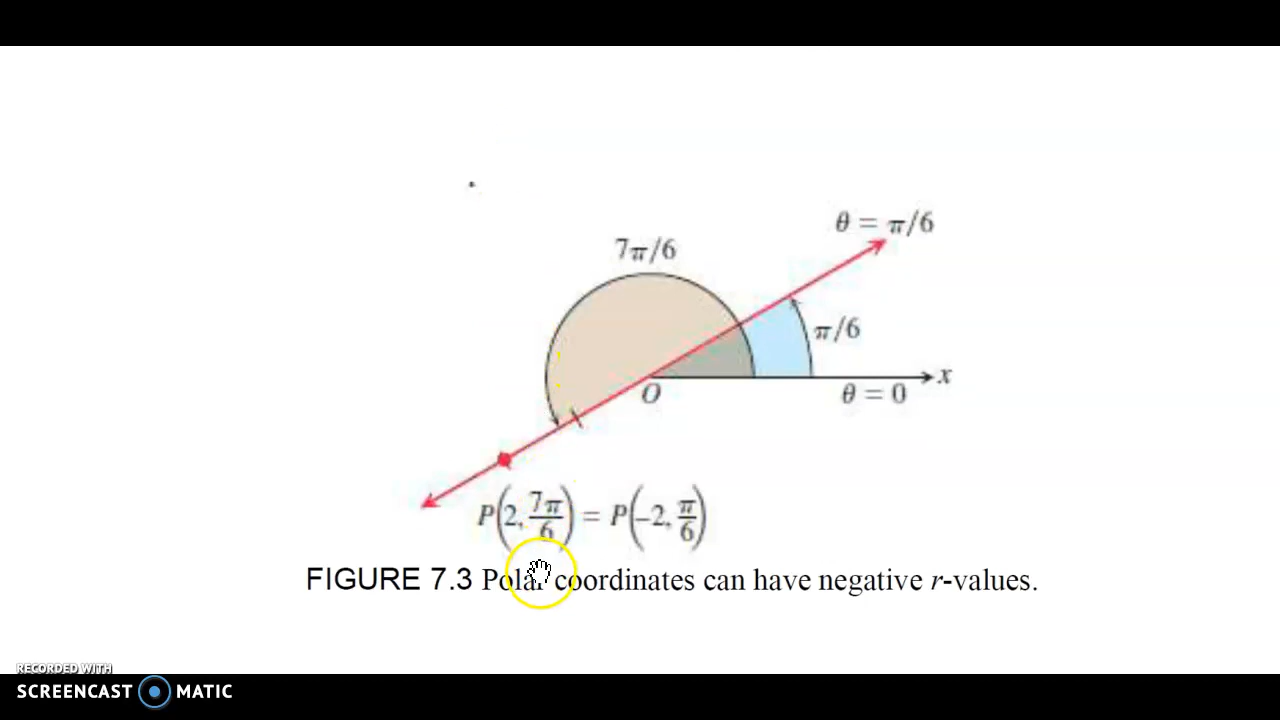 θ = π/6
7π/6
π/6
x
O
θ = 0
P(2, 7π/6) = P(−2, π/6)
FIGURE 7.3 Polar coordinates can have negative r-values.
RECORDED WITH
SCREENCAST MATIC